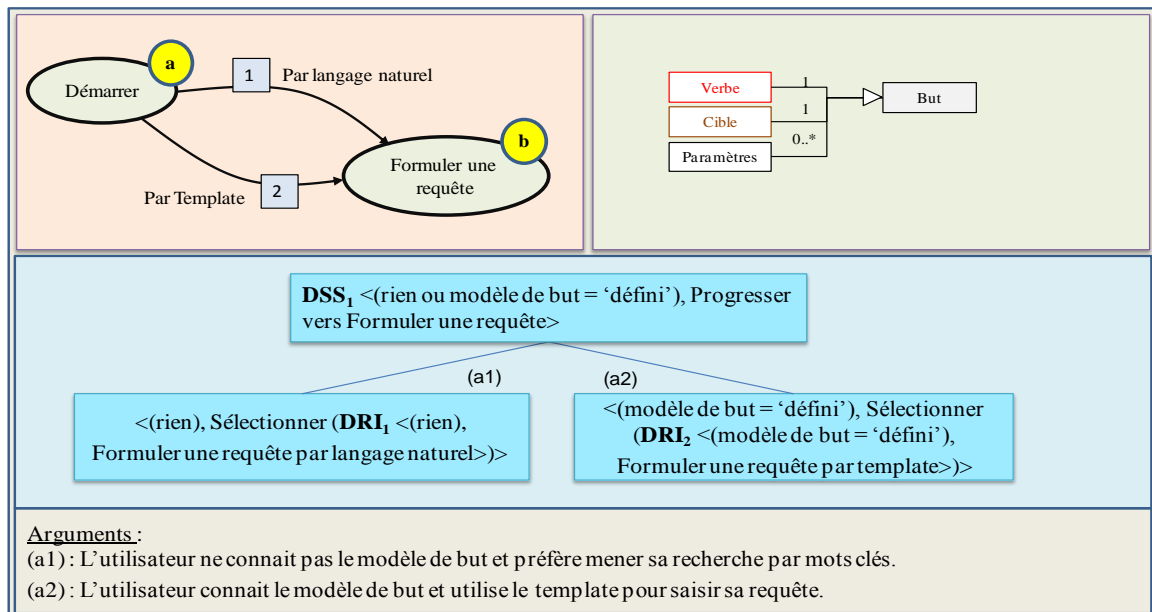 a
Démarrer
1
Par langage naturel
b
Formuler une
requête
Par Template
2
Verbe
1
Cible
1
Paramètres
0..*
But
DSS1 <(rien ou modèle de but = ‘défini’), Progresser
vers Formuler une requête>
(a1)
(a2)
<(rien), Sélectionner (DRI1 <(rien),
Formuler une requête par langage naturel>)>
<(modèle de but = ‘défini’), Sélectionner
(DRI2 <(modèle de but = ‘défini’),
Formuler une requête par template>)>
Arguments :
(a1) : L’utilisateur ne connait pas le modèle de but et préfère mener sa recherche par mots clés.
(a2) : L’utilisateur connait le modèle de but et utilise le template pour saisir sa requête.